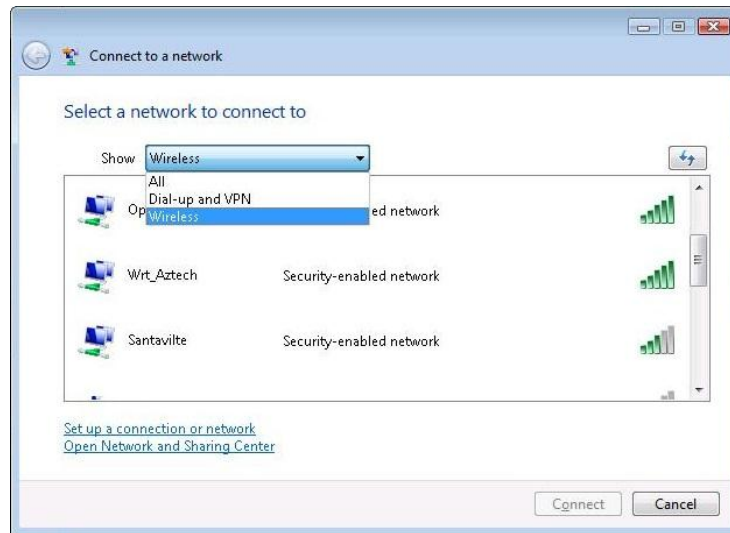 Connect to a network
Select a network to connect to
Show Wireless
All
Dial-up and VPN
Wireless
Op ed network
Wrt_Aztech Security-enabled network
Santavilte Security-enabled network
Set up a connection or network
Open Network and Sharing Center
Connect Cancel